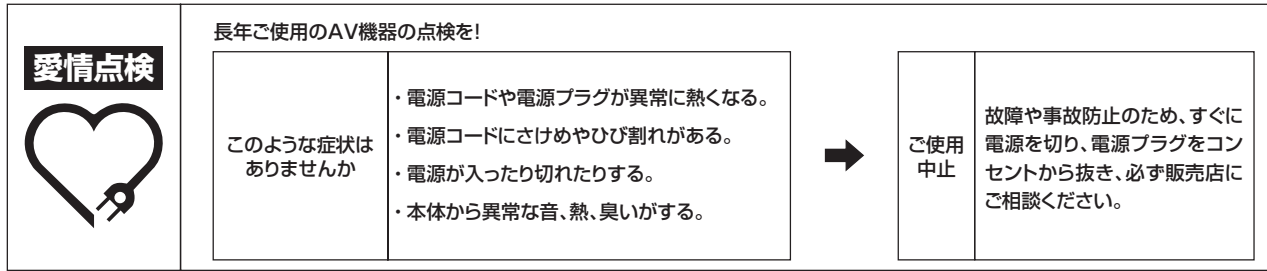 愛情点検
長年ご使用のAV機器の点検を!
このような症状は
ありませんか
・電源コードや電源プラグが異常に熱くなる。
・電源コードにさけめやひび割れがある。
・電源が入ったり切れたりする。
・本体から異常な音、熱、臭いがする。
ご使用
中止
故障や事故防止のため、すぐに
電源を切り、電源プラグをコン
セントから抜き、必ず販売店に
ご相談ください。